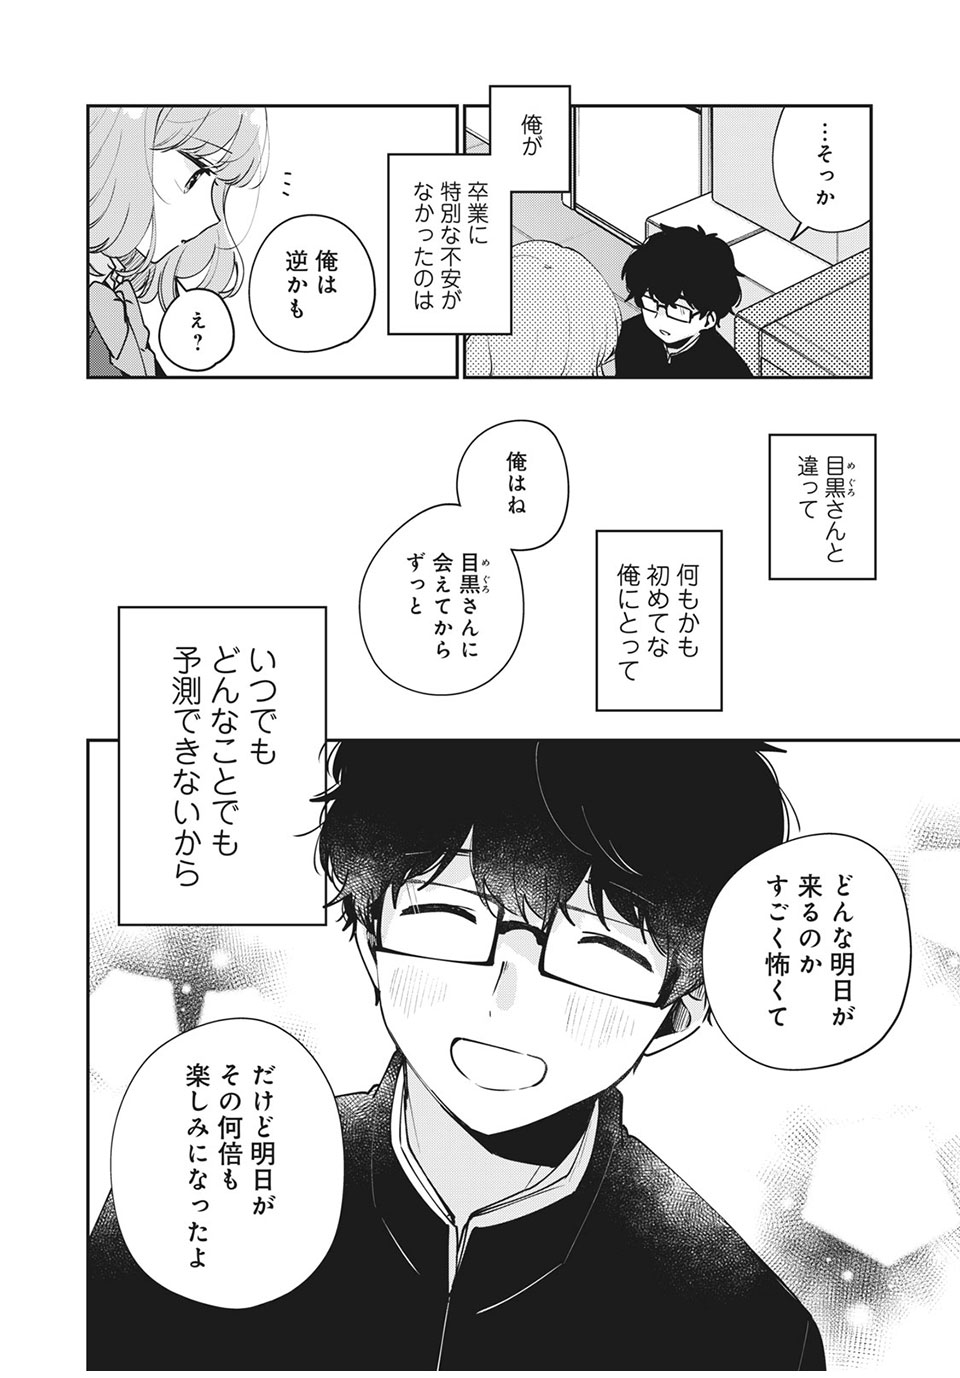 …そっか
俺が
卒業に
特別な不安が
なかったのは
俺は
逆かも
え?
目黒さんと
違って
何もかも
初めてな
俺にとって
俺はね
目黒さんに
会えてから
ずっと
いつでも
どんなことでも
予測できないから
どんな明日が
来るのか
すごく怖くて
だけど明日が
その何倍も
楽しみになったよ